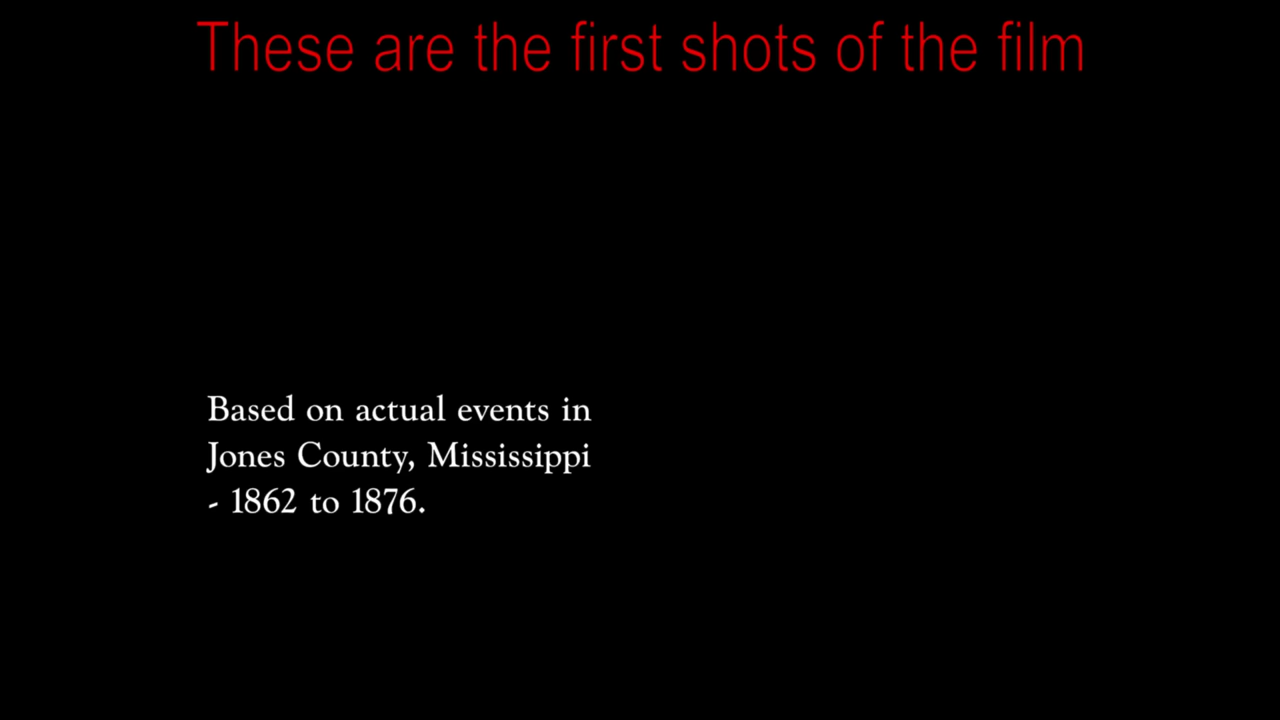 These are the first shots of the film
Based on actual events in
Jones County, Mississippi
- 1862 to 1876.